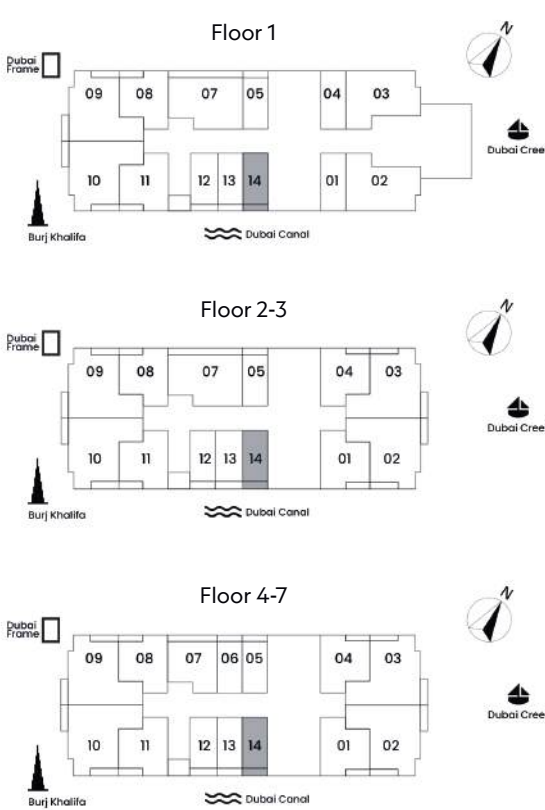 Floor 1
N
Dubai
Frame
09 08 07 05 04 03
Dubai Cree
10 11 12 13 14 01 02
Burj Khalifa
Dubai Canal
Floor 2-3
N
Dubai
Frame
09 08 07 05 04 03
Dubai Cree
10 11 12 13 14 01 02
Burj Khalifa
Dubai Canal
Floor 4-7
N
Dubai
Frame
09 08 07 06 05 04 03
Dubai Cree
10 11 12 13 14 01 02
Burj Khalifa
Dubai Canal